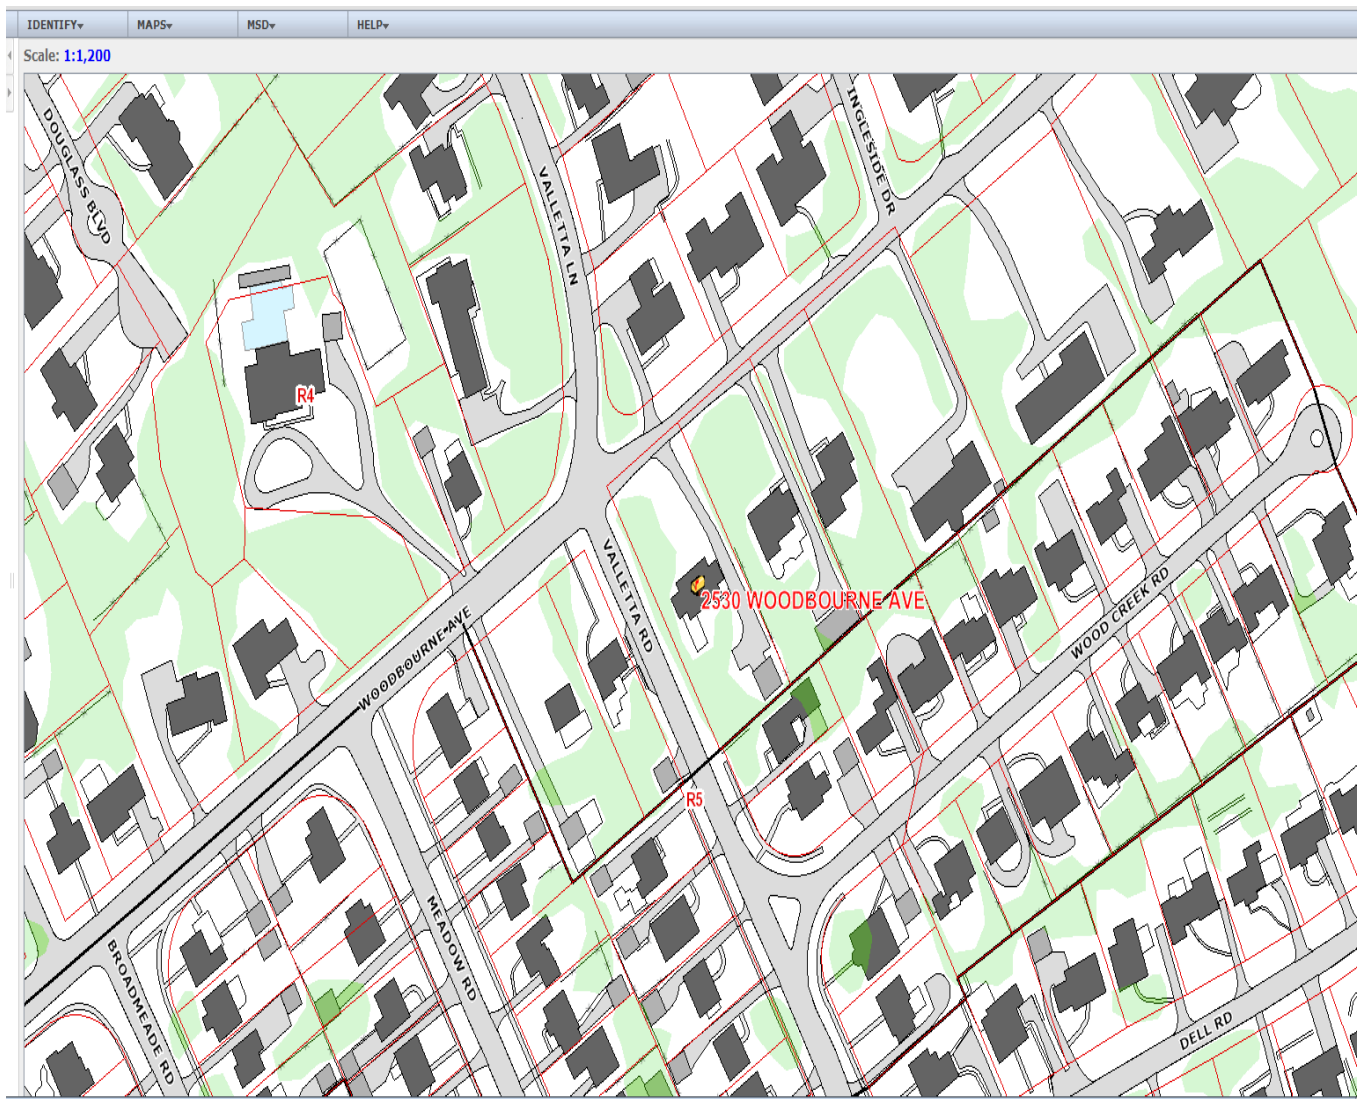 IDENTIFY▾ MAPS▾ MSD▾ HELP▾
Scale: 1:1,200
DOUGLASS BLVD
VALLETTA LN
INGLESIDE DR
R4
VALLETTA RD
2530 WOODBOURNE AVE
WOOD CREEK RD
WOODBOURNE AVE
R5
MEADOW RD
BROADMEADE RD
DELL RD